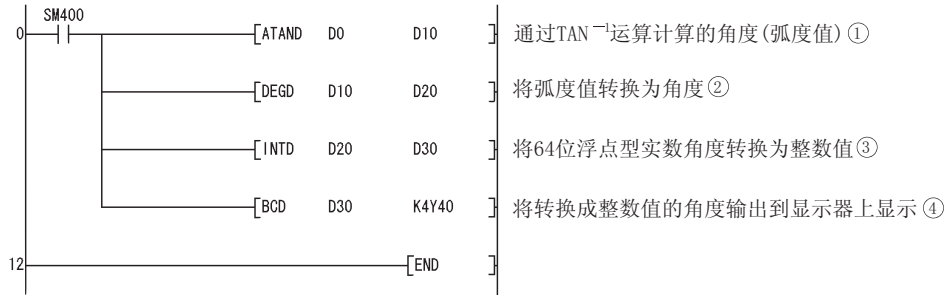 SM400
0 [ATAND D0 D10 ] 通过TAN⁻¹运算计算的角度(弧度值)①
[DEGD D10 D20 ] 将弧度值转换为角度②
[INTD D20 D30 ] 将64位浮点型实数角度转换为整数值③
[BCD D30 K4Y40 ] 将转换成整数值的角度输出到显示器上显示④
12 [END ]